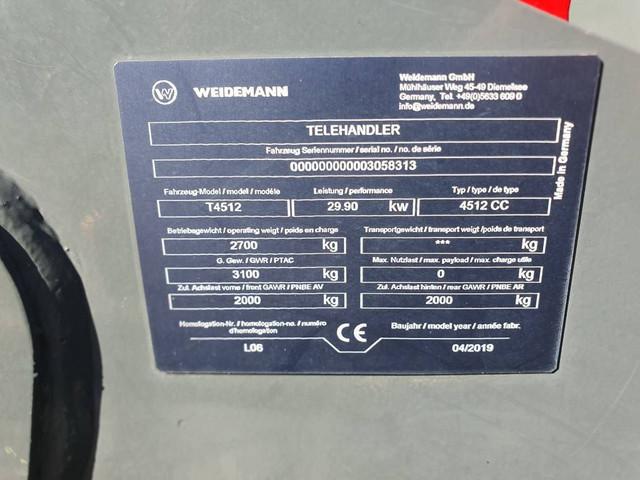 WEIDEMANN
Weidemann GmbH
Mühlhäuser Weg 45-49 Diemelsee
Germany, Tel. +49(0)5633 609 0
info@weidemann.de
TELEHANDLER
Fahrzeug Seriennummer / serial no. / no. de série
000000000003058313
Made in Germany
Fahrzeug-Model / model / modéle
Leistung / performance
Typ / type / de type
T4512
29.90 kw
4512 CC
Betriebsgewicht / operating weigt /poids en charge
Transportgewicht / transport weigt /poids de transport
2700 kg
*** kg
G. Gew. / GWR / PTAC
Max. Nutzlast / max. payload / max. charge utile
3100 kg
0 kg
Zul. Achslast vorne / front GAWR / PNBE AV
Zul. Achslast hinten / rear GAWR / PNBE AR
2000 kg
2000 kg
Homologation-Nr. / homologation-no. / numéro
d'homologation
CE
Baujahr / model year / année fabr.
L06
04/2019